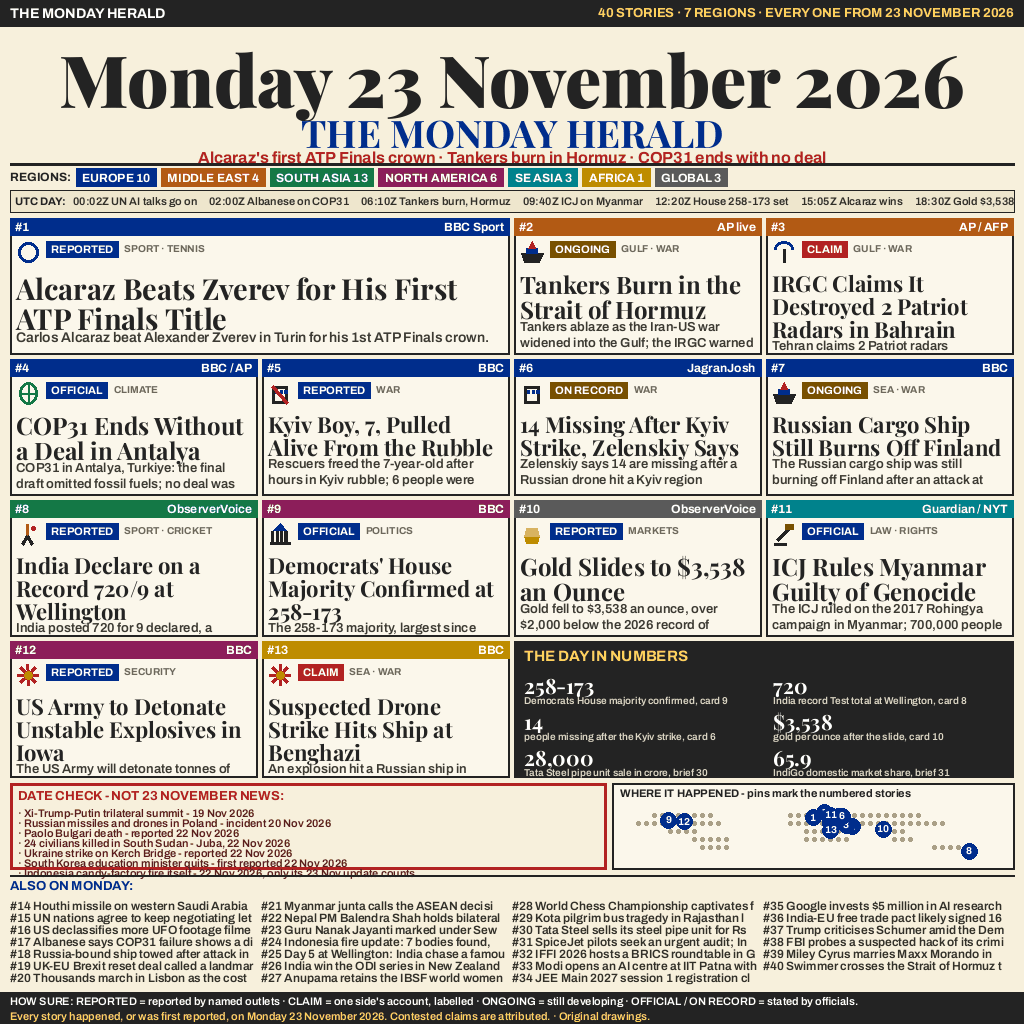 THE MONDAY HERALD
40 STORIES · 7 REGIONS · EVERY ONE FROM 23 NOVEMBER 2026
Monday 23 November 2026
THE MONDAY HERALD
Alcaraz's first ATP Finals crown · Tankers burn in Hormuz · COP31 ends with no deal
REGIONS: EUROPE 10 MIDDLE EAST 4 SOUTH ASIA 13 NORTH AMERICA 6 SE ASIA 3 AFRICA 1 GLOBAL 3
UTC DAY: 00:02Z UN AI talks go on 02:00Z Albanese on COP31 06:10Z Tankers burn, Hormuz 09:40Z ICJ on Myanmar 12:20Z House 258-173 set 15:05Z Alcaraz wins 18:30Z Gold $3,538
#1 BBC Sport
REPORTED SPORT · TENNIS
Alcaraz Beats Zverev for His First
ATP Finals Title
Carlos Alcaraz beat Alexander Zverev in Turin for his 1st ATP Finals crown.
#2 AP live
ONGOING GULF · WAR
Tankers Burn in the
Strait of Hormuz
Tankers ablaze as the Iran-US war
widened into the Gulf; the IRGC warned
#3 AP / AFP
CLAIM GULF · WAR
IRGC Claims It
Destroyed 2 Patriot
Radars in Bahrain
Tehran claims 2 Patriot radars
#4 BBC / AP
OFFICIAL CLIMATE
COP31 Ends Without
a Deal in Antalya
COP31 in Antalya, Turkiye: the final
draft omitted fossil fuels; no deal was
#5 BBC
REPORTED WAR
Kyiv Boy, 7, Pulled
Alive From the Rubble
Rescuers freed the 7-year-old after
hours in Kyiv rubble; 6 people were
#6 JagranJosh
ON RECORD WAR
14 Missing After Kyiv
Strike, Zelenskiy Says
Zelenskiy says 14 are missing after a
Russian drone hit a Kyiv region
#7 BBC
ONGOING SEA · WAR
Russian Cargo Ship
Still Burns Off Finland
The Russian cargo ship was still
burning off Finland after an attack at
#8 ObserverVoice
REPORTED SPORT · CRICKET
India Declare on a
Record 720/9 at
Wellington
India posted 720 for 9 declared, a
#9 BBC
OFFICIAL POLITICS
Democrats' House
Majority Confirmed at
258-173
The 258-173 majority, largest since
#10 ObserverVoice
REPORTED MARKETS
Gold Slides to $3,538
an Ounce
Gold fell to $3,538 an ounce, over
$2,000 below the 2026 record of
#11 Guardian / NYT
OFFICIAL LAW · RIGHTS
ICJ Rules Myanmar
Guilty of Genocide
The ICJ ruled on the 2017 Rohingya
campaign in Myanmar; 700,000 people
#12 BBC
REPORTED SECURITY
US Army to Detonate
Unstable Explosives in
Iowa
The US Army will detonate tonnes of
#13 BBC
CLAIM SEA · WAR
Suspected Drone
Strike Hits Ship at
Benghazi
An explosion hit a Russian ship in
THE DAY IN NUMBERS
258-173
Democrats House majority confirmed, card 9
720
India record Test total at Wellington, card 8
14
people missing after the Kyiv strike, card 6
$3,538
gold per ounce after the slide, card 10
28,000
Tata Steel pipe unit sale in crore, brief 30
65.9
IndiGo domestic market share, brief 31
DATE CHECK - NOT 23 NOVEMBER NEWS:
· Xi-Trump-Putin trilateral summit - 19 Nov 2026
· Russian missiles and drones in Poland - incident 20 Nov 2026
· Paolo Bulgari death - reported 22 Nov 2026
· 24 civilians killed in South Sudan - Juba, 22 Nov 2026
· Ukraine strike on Kerch Bridge - reported 22 Nov 2026
· South Korea education minister quits - first reported 22 Nov 2026
· Indonesia candy-factory fire itself - 22 Nov 2026, only its 23 Nov update counts
WHERE IT HAPPENED - pins mark the numbered stories
9 12 1 11 6 3 13 10 8
ALSO ON MONDAY:
#14 Houthi missile on western Saudi Arabia
#15 UN nations agree to keep negotiating let
#16 US declassifies more UFO footage filme
#17 Albanese says COP31 failure shows a di
#18 Russia-bound ship towed after attack in
#19 UK-EU Brexit reset deal called a landmar
#20 Thousands march in Lisbon as the cost
#21 Myanmar junta calls the ASEAN decisi
#22 Nepal PM Balendra Shah holds bilateral
#23 Guru Nanak Jayanti marked under Sew
#24 Indonesia fire update: 7 bodies found,
#25 Day 5 at Wellington: India chase a famou
#26 India win the ODI series in New Zealand
#27 Anupama retains the IBSF world women
#28 World Chess Championship captivates f
#29 Kota pilgrim bus tragedy in Rajasthan l
#30 Tata Steel sells its steel pipe unit for Rs
#31 SpiceJet pilots seek an urgent audit; In
#32 IFFI 2026 hosts a BRICS roundtable in G
#33 Modi opens an AI centre at IIT Patna with
#34 JEE Main 2027 session 1 registration cl
#35 Google invests $5 million in AI research
#36 India-EU free trade pact likely signed 16
#37 Trump criticises Schumer amid the Dem
#38 FBI probes a suspected hack of its crimi
#39 Miley Cyrus marries Maxx Morando in
#40 Swimmer crosses the Strait of Hormuz t
HOW SURE: REPORTED = reported by named outlets · CLAIM = one side's account, labelled · ONGOING = still developing · OFFICIAL / ON RECORD = stated by officials.
Every story happened, or was first reported, on Monday 23 November 2026. Contested claims are attributed. · Original drawings.